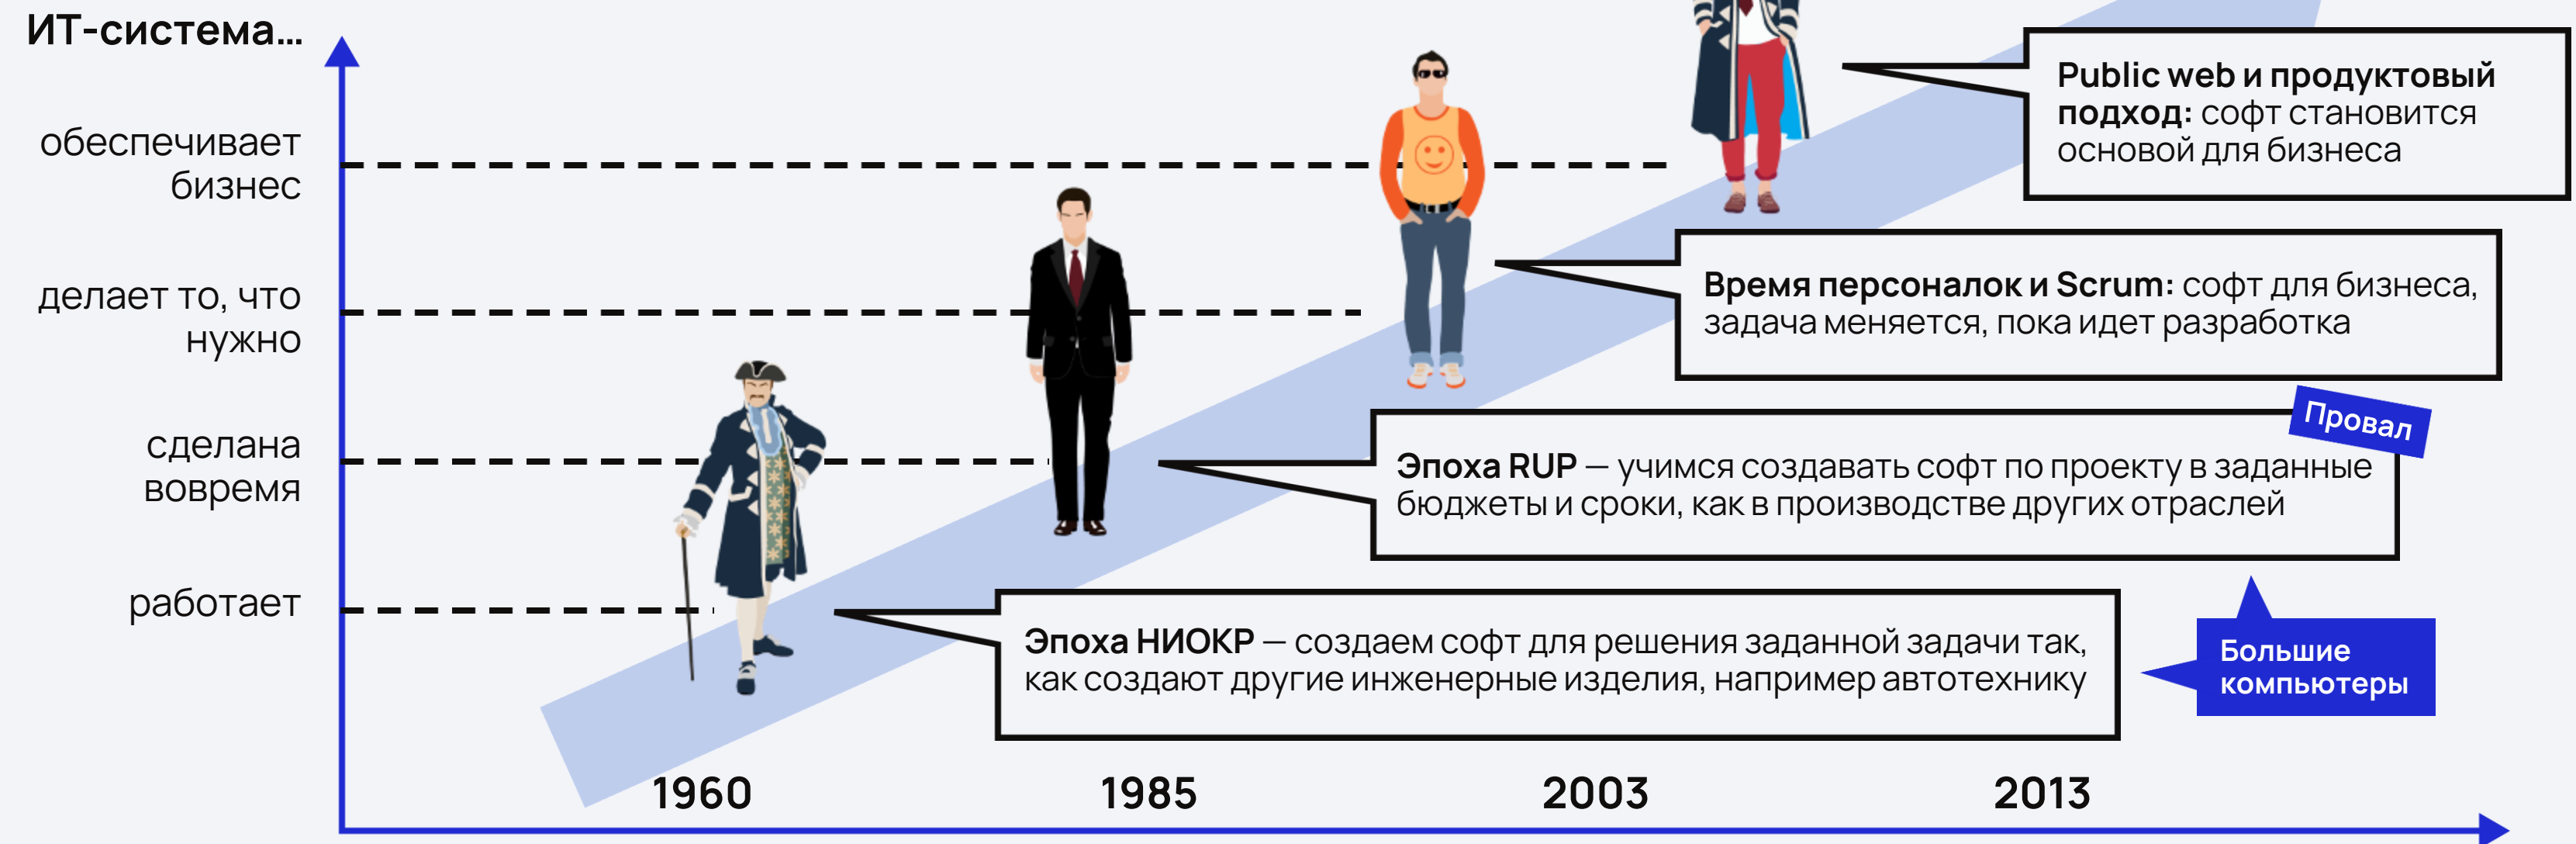 ИТ-система...
обеспечивает
бизнес
делает то, что
нужно
сделана
вовремя
работает
Public web и продуктовый
подход: софт становится
основой для бизнеса
Время персоналок и Scrum: софт для бизнеса,
задача меняется, пока идет разработка
Провал
Эпоха RUP — учимся создавать софт по проекту в заданные
бюджеты и сроки, как в производстве других отраслей
Эпоха НИОКР — создаем софт для решения заданной задачи так,
как создают другие инженерные изделия, например автотехнику
Большие
компьютеры
1960
1985
2003
2013